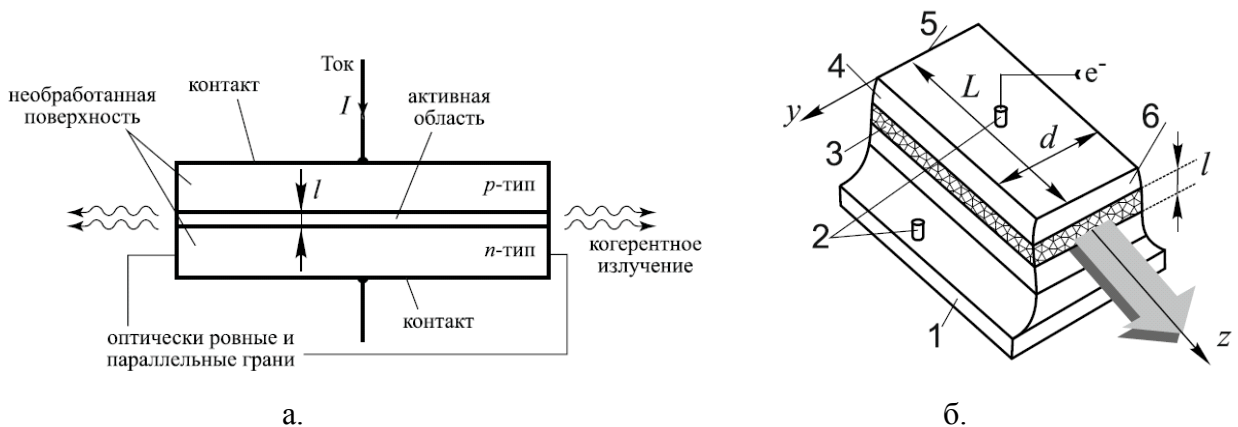 Ток
I
контакт
необработанная
поверхность
активная
область
l
p-тип
n-тип
когерентное
излучение
контакт
оптически ровные и
параллельные грани
а.
5
4
e⁻
L
y
6
3
d
l
2
1
z
б.